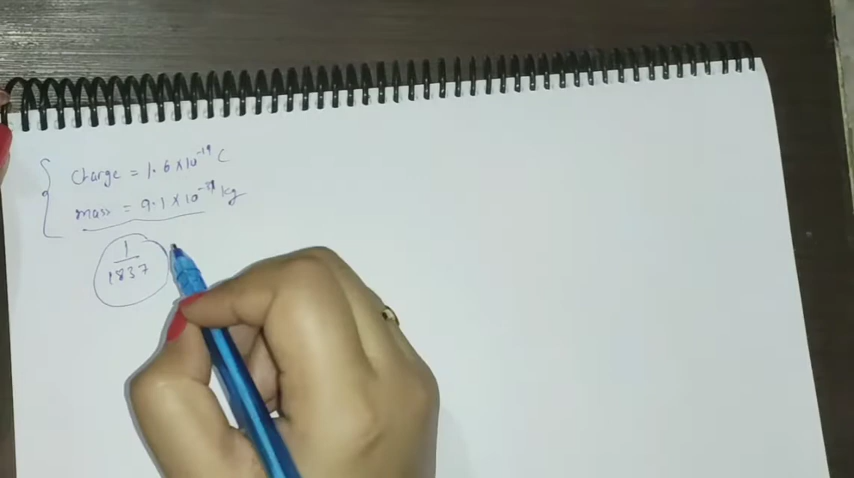 Charge = 1.6 × 10⁻¹⁹ C
mass = 9.1 × 10⁻³¹ kg
1
1837